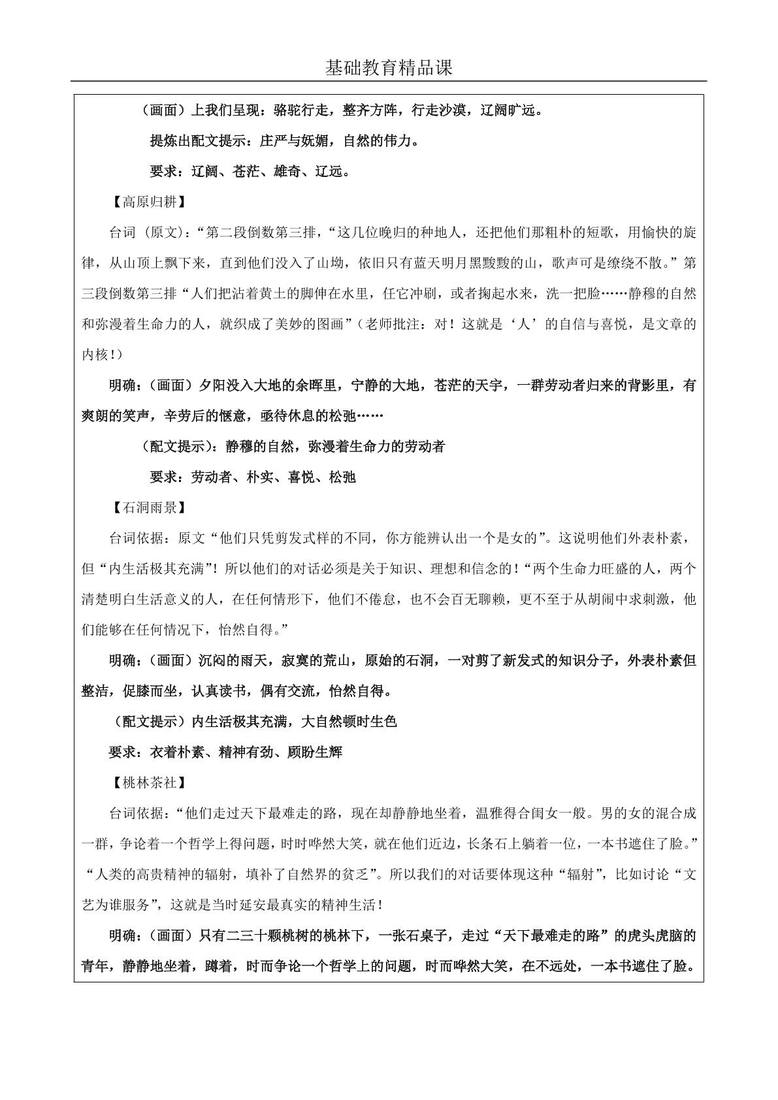 基础教育精品课
（画面）上我们呈现：骆驼行走，整齐方阵，行走沙漠，辽阔旷远。
提炼出配文提示：庄严与妩媚，自然的伟力。
要求：辽阔、苍茫、雄奇、辽远。
【高原归耕】
台词（原文）：“第二段倒数第三排，“这几位晚归的种地人，还把他们那粗朴的短歌，用愉快的旋
律，从山顶上飘下来，直到他们没入了山坳，依旧只有蓝天明月黑黢黢的山，歌声可是缭绕不散。”第
三段倒数第三排“人们把沾着黄土的脚伸在水里，任它冲刷，或者掬起水来，洗一把脸……静穆的自然
和弥漫着生命力的人，就织成了美妙的图画”（老师批注：对！这就是‘人’的自信与喜悦，是文章的
内核！）
明确：（画面）夕阳没入大地的余晖里，宁静的大地，苍茫的天宇，一群劳动者归来的背影里，有
爽朗的笑声，辛劳后的惬意，亟待休息的松弛……
（配文提示）：静穆的自然，弥漫着生命力的劳动者
要求：劳动者、朴实、喜悦、松弛
【石洞雨景】
台词依据：原文“他们只凭剪发式样的不同，你方能辨认出一个是女的”。这说明他们外表朴素，
但“内生活极其充满”！所以他们的对话必须是关于知识、理想和信念的！“两个生命力旺盛的人，两个
清楚明白生活意义的人，在任何情形下，他们不倦怠，也不会百无聊赖，更不至于从胡闹中求刺激，他
们能够在任何情况下，怡然自得。”
明确：（画面）沉闷的雨天，寂寞的荒山，原始的石洞，一对剪了新发式的知识分子，外表朴素但
整洁，促膝而坐，认真读书，偶有交流，怡然自得。
（配文提示）内生活极其充满，大自然顿时生色
要求：衣着朴素、精神有劲、顾盼生辉
【桃林茶社】
台词依据：“他们走过天下最难走的路，现在却静静地坐着，温雅得合闺女一般。男的女的混合成
一群，争论着一个哲学上得问题，时时哗然大笑，就在他们近边，长条石上躺着一位，一本书遮住了脸。”
“人类的高贵精神的辐射，填补了自然界的贫乏”。所以我们的对话要体现这种“辐射”，比如讨论“文
艺为谁服务”，这就是当时延安最真实的精神生活！
明确：（画面）只有二三十颗桃树的桃林下，一张石桌子，走过“天下最难走的路”的虎头虎脑的
青年，静静地坐着，蹲着，时而争论一个哲学上的问题，时而哗然大笑，在不远处，一本书遮住了脸。